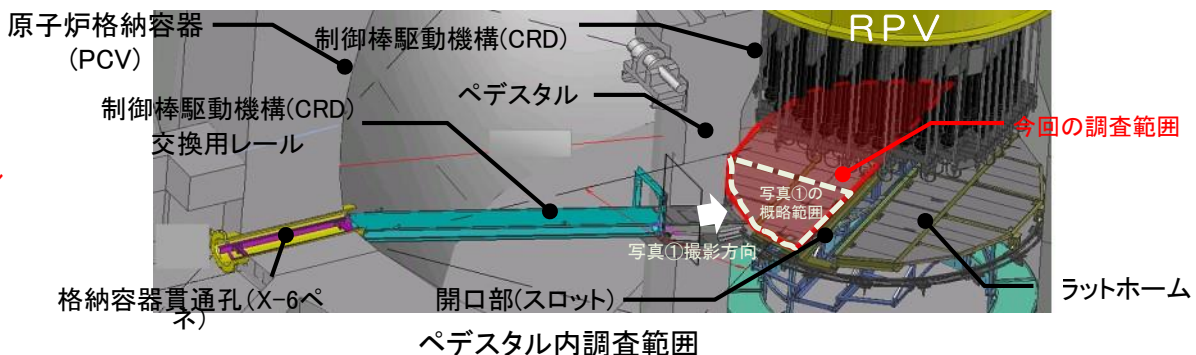 原子炉格納容器
(PCV)
制御棒駆動機構(CRD)
RPV
制御棒駆動機構(CRD)
交換用レール
ペデスタル
今回の調査範囲
写真①の
概略範囲
写真①撮影方向
格納容器貫通孔(X-6ペ
ネ)
開口部(スロット)
ラットホーム
ペデスタル内調査範囲